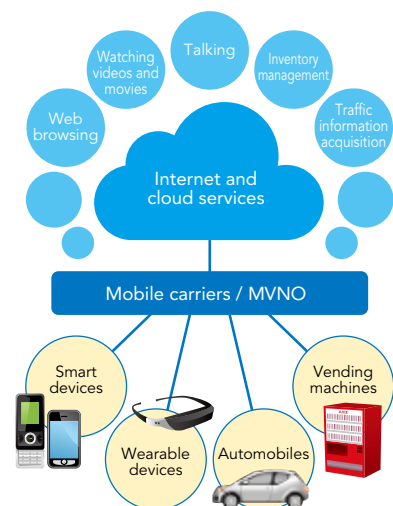 Talking
Watching
videos and
movies
Inventory
management
Web
browsing
Traffic
information
acquisition
Internet and
cloud services
Mobile carriers / MVNO
Smart
devices
Vending
machines
Wearable
devices
Automobiles